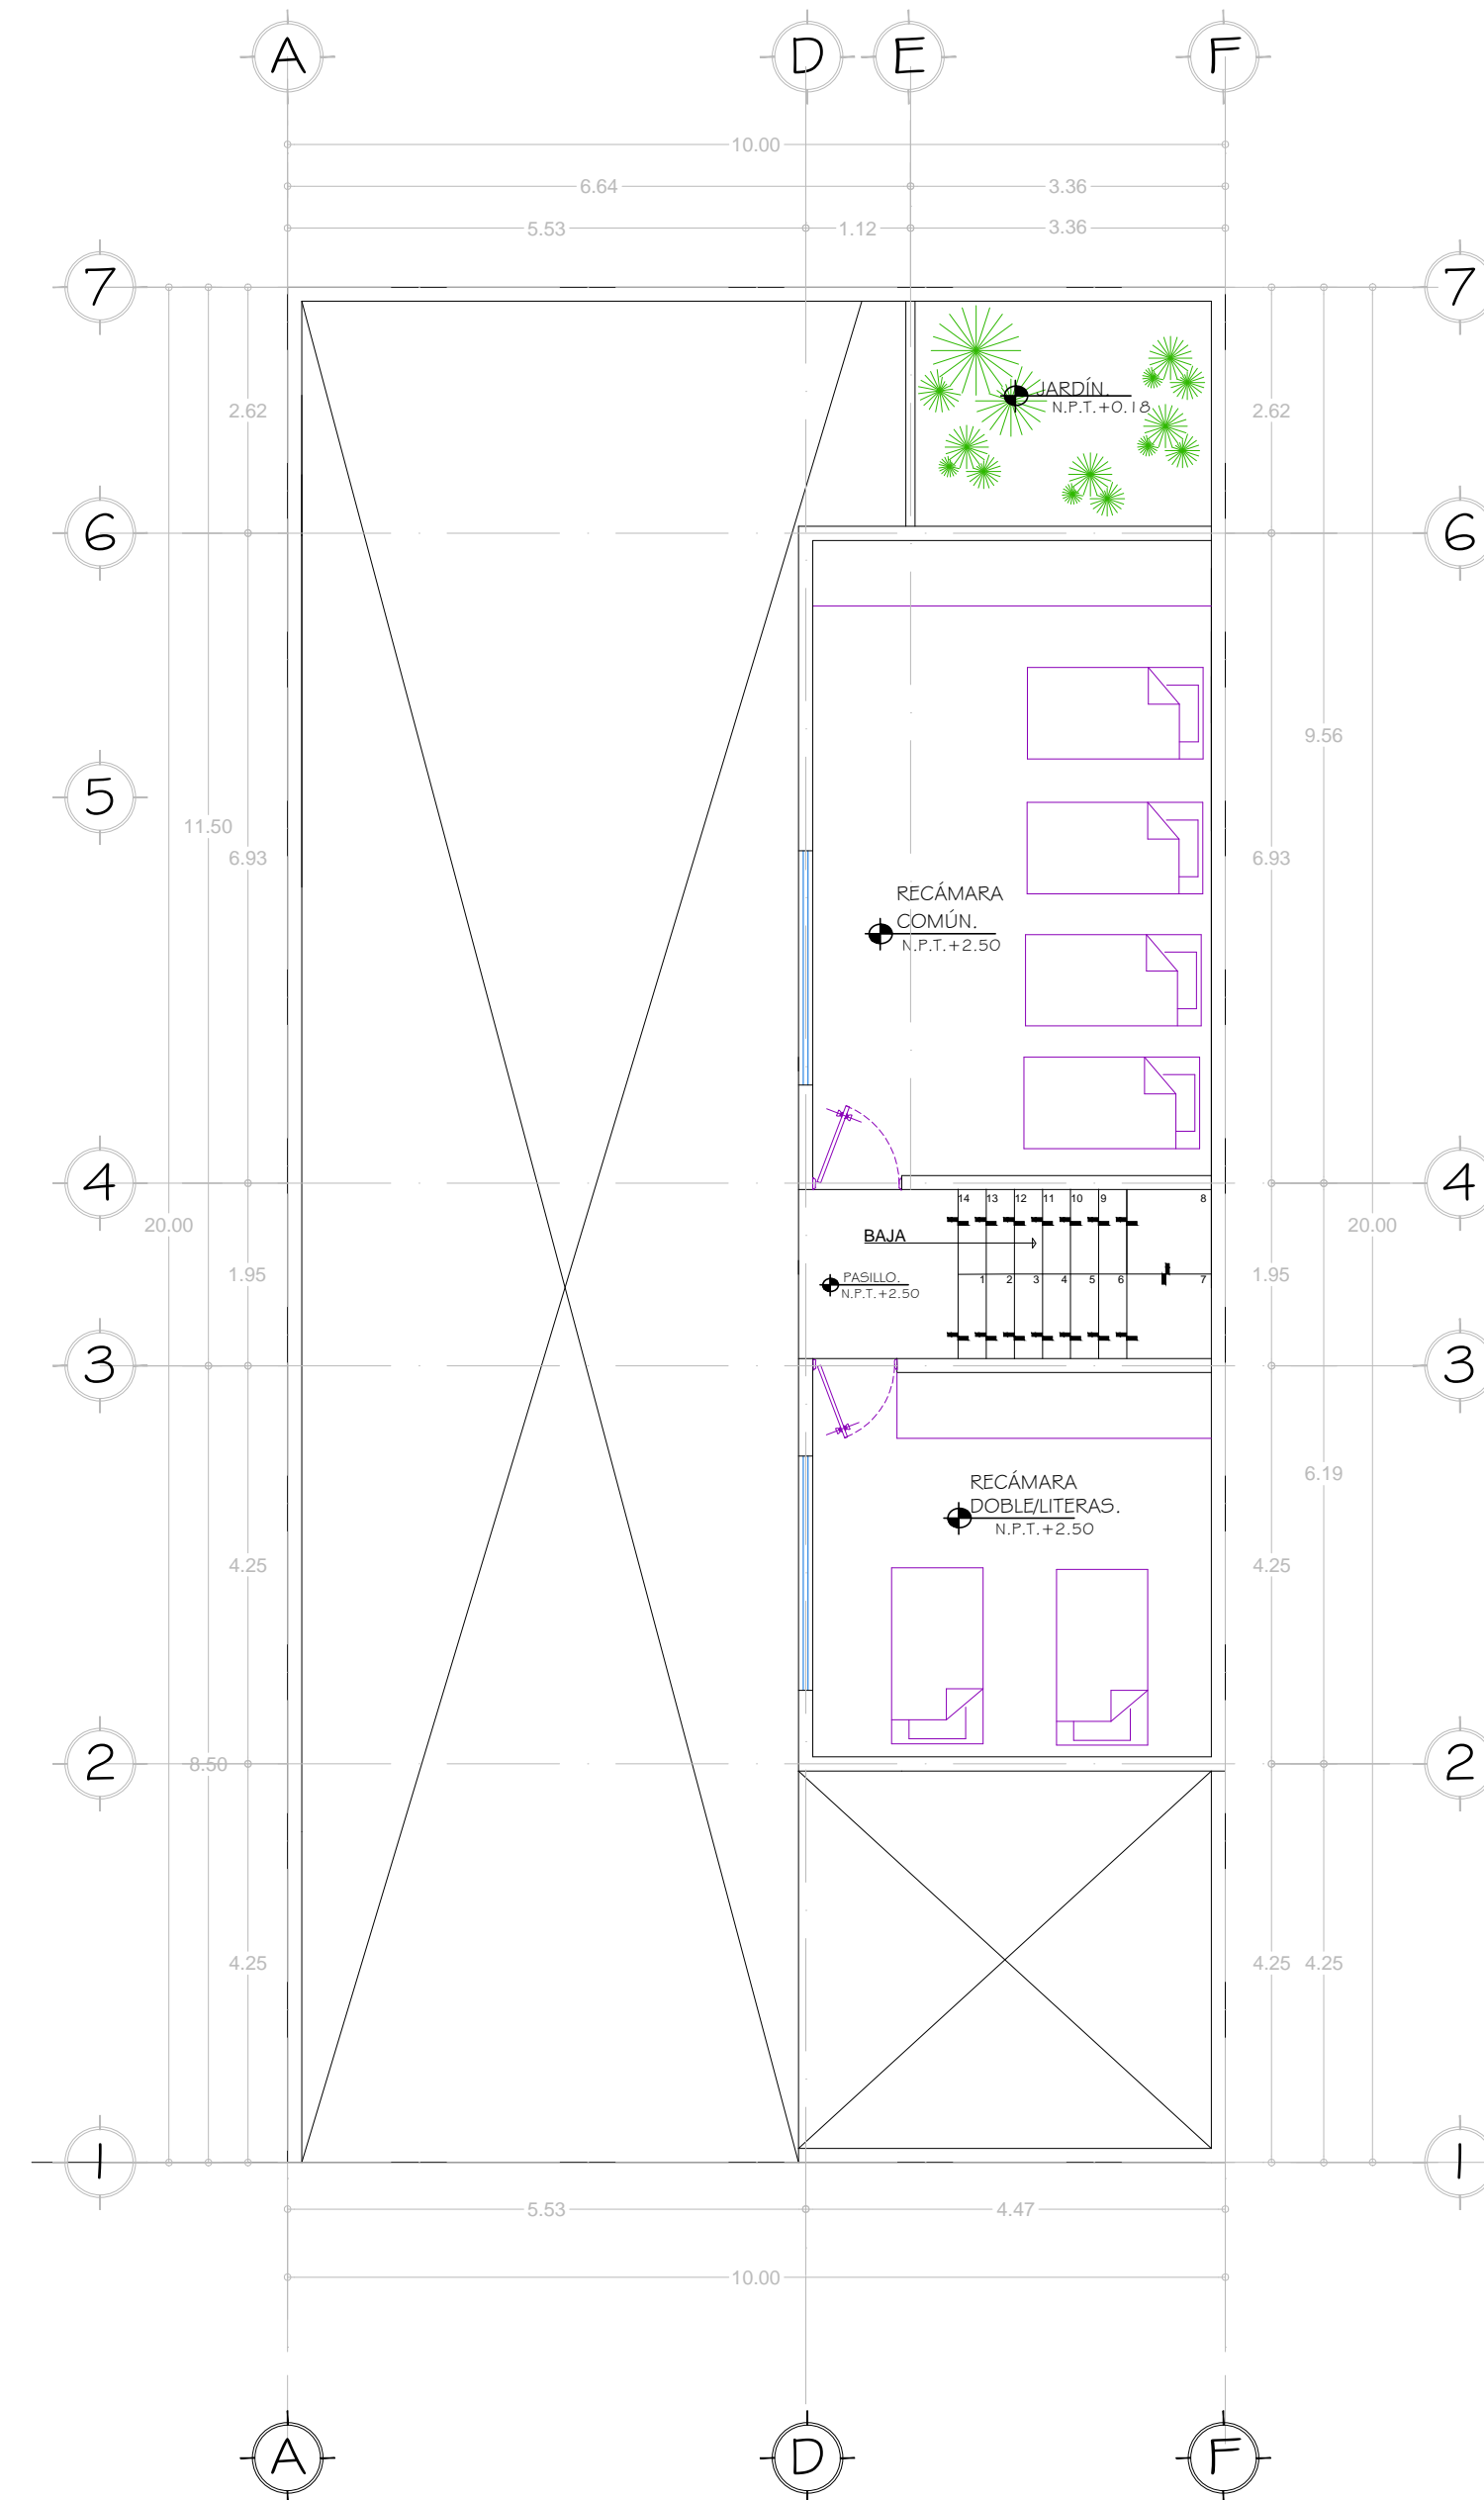 A D E F
10.00
6.64 3.36
5.53 1.12 3.36
7 7
2.62 JARDÍN. 2.62
N.P.T.+0.18
6 6
9.56
5
11.50
6.93 6.93
RECÁMARA
COMÚN.
N.P.T.+2.50
4 4
14 13 12 11 10 9 8
20.00 20.00
BAJA
1.95 PASILLO. 1 2 3 4 5 6 7 1.95
N.P.T.+2.50
3 3
RECÁMARA
6.19
DOBLE/LITERAS.
N.P.T.+2.50
4.25 4.25
2 8.50 2
4.25 4.25 4.25
1 1
5.53 4.47
10.00
A D F